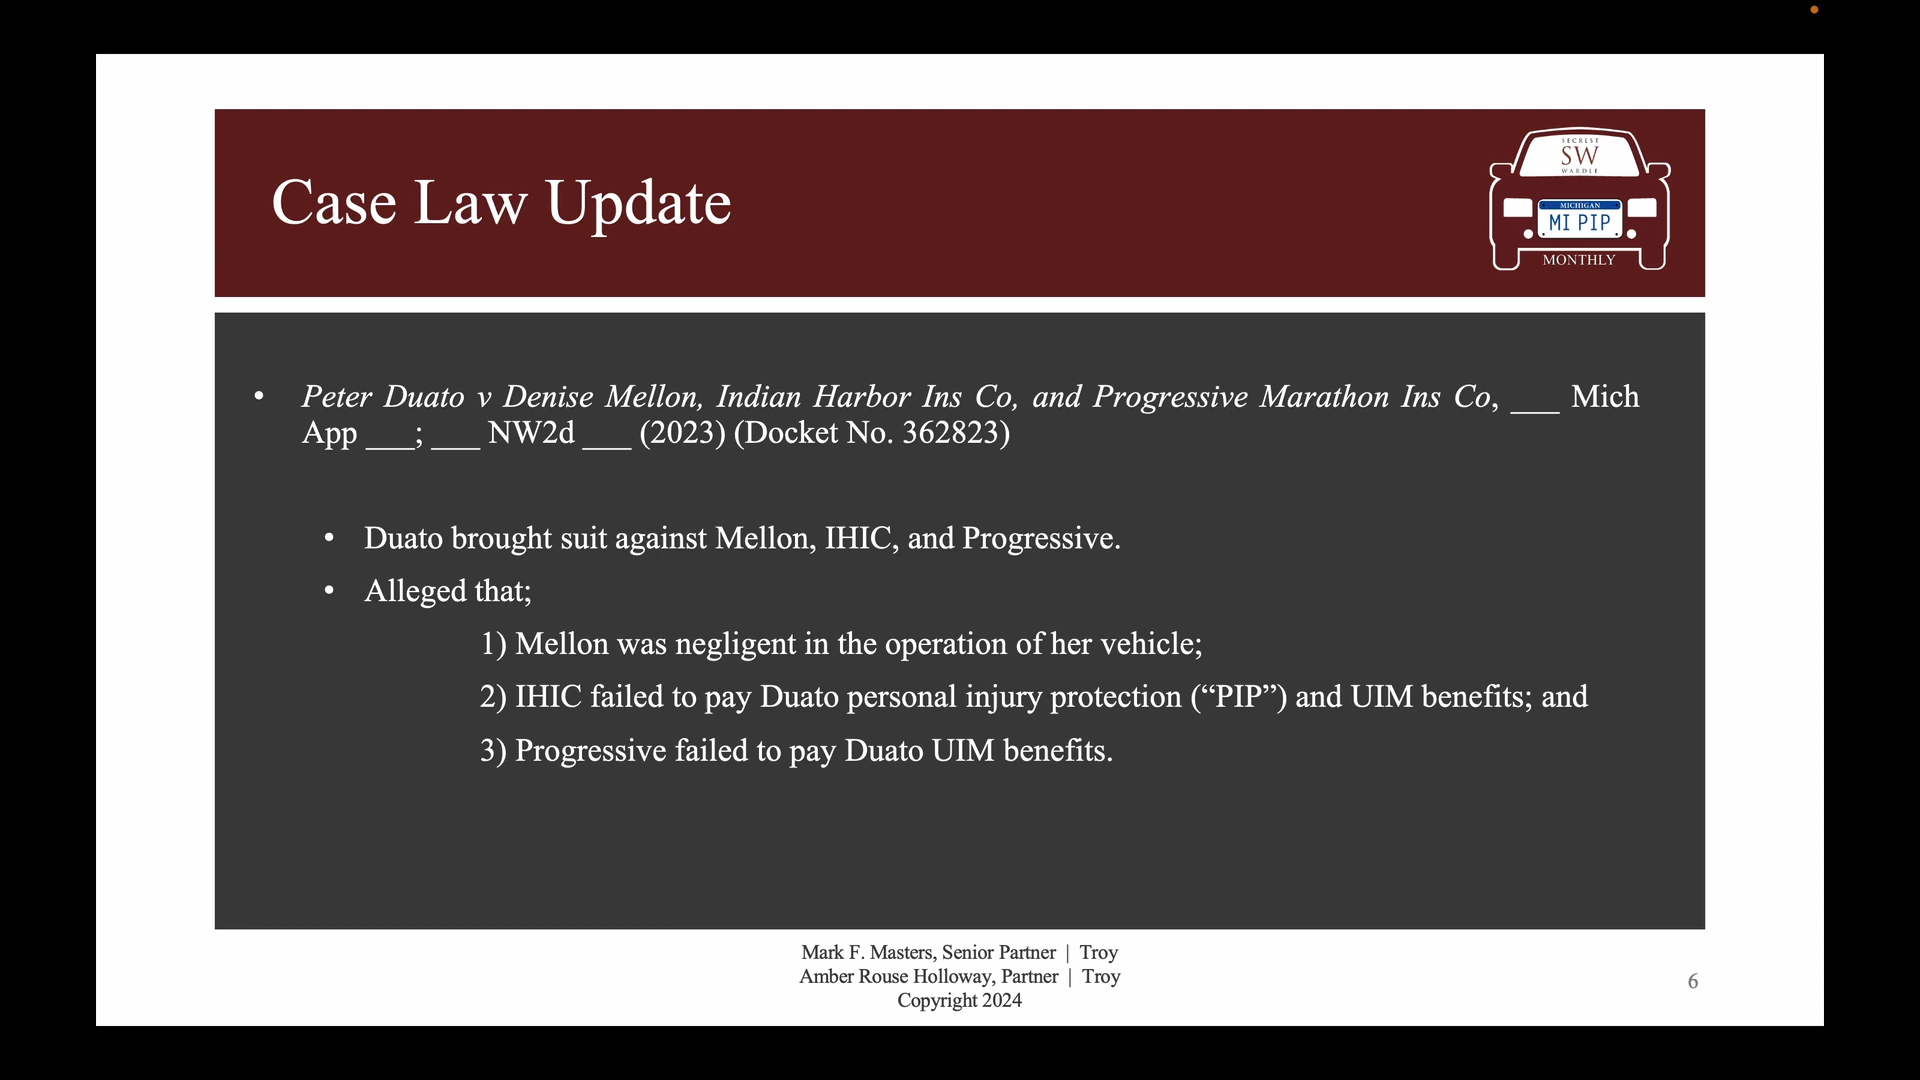 Case Law Update
SECREST
SW
WARDLE
MICHIGAN
MI PIP
MONTHLY
• Peter Duato v Denise Mellon, Indian Harbor Ins Co, and Progressive Marathon Ins Co, ___ Mich
App ___; ___ NW2d ___ (2023) (Docket No. 362823)
• Duato brought suit against Mellon, IHIC, and Progressive.
• Alleged that;
1) Mellon was negligent in the operation of her vehicle;
2) IHIC failed to pay Duato personal injury protection (“PIP”) and UIM benefits; and
3) Progressive failed to pay Duato UIM benefits.
Mark F. Masters, Senior Partner | Troy
Amber Rouse Holloway, Partner | Troy
Copyright 2024
6